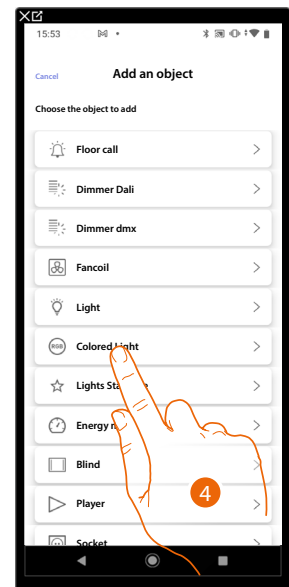 15:53
Cancel
Add an object
Choose the object to add
Floor call
Dimmer Dali
Dimmer dmx
Fancoil
Light
RGB
Colored Light
Lights Sta
Energy
Blind
Player
4
Socket